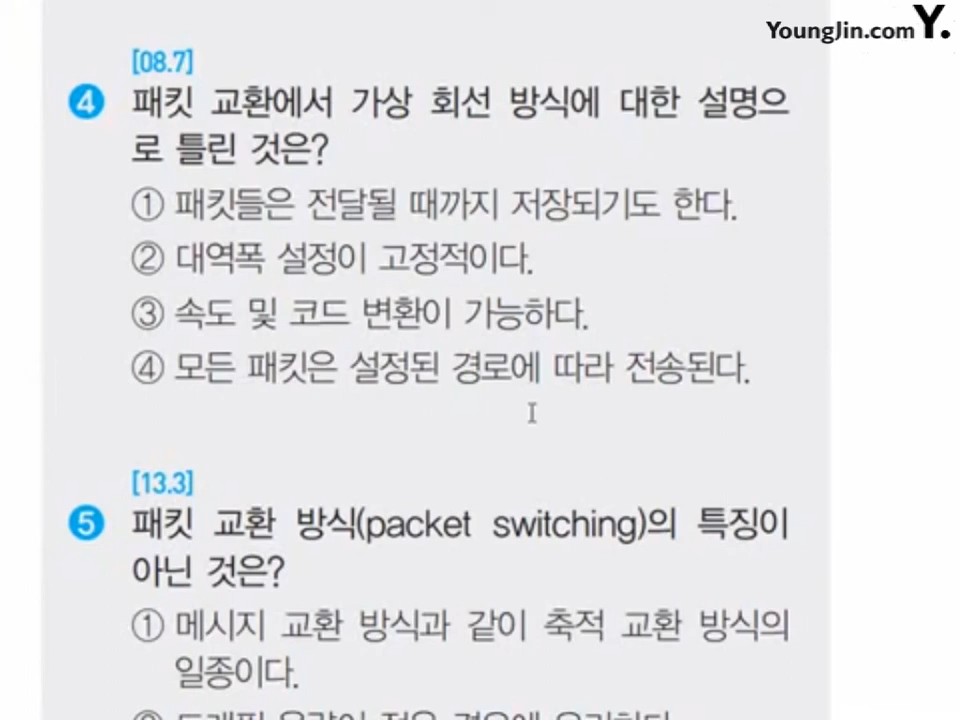 YoungJin.com Y.
[08.7]
4 패킷 교환에서 가상 회선 방식에 대한 설명으
로 틀린 것은?
① 패킷들은 전달될 때까지 저장되기도 한다.
② 대역폭 설정이 고정적이다.
③ 속도 및 코드 변환이 가능하다.
④ 모든 패킷은 설정된 경로에 따라 전송된다.
[13.3]
5 패킷 교환 방식(packet switching)의 특징이
아닌 것은?
① 메시지 교환 방식과 같이 축적 교환 방식의
일종이다.